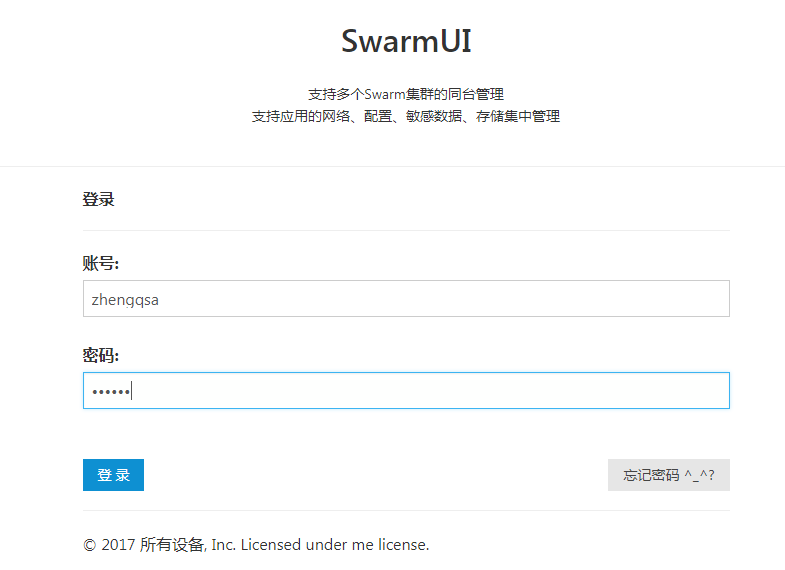 SwarmUI
支持多个Swarm集群的同台管理
支持应用的网络、配置、敏感数据、存储集中管理
登录
账号:
zhengqsa
密码:
••••••
登 录
忘记密码 ^_^?
© 2017 所有设备, Inc. Licensed under me license.